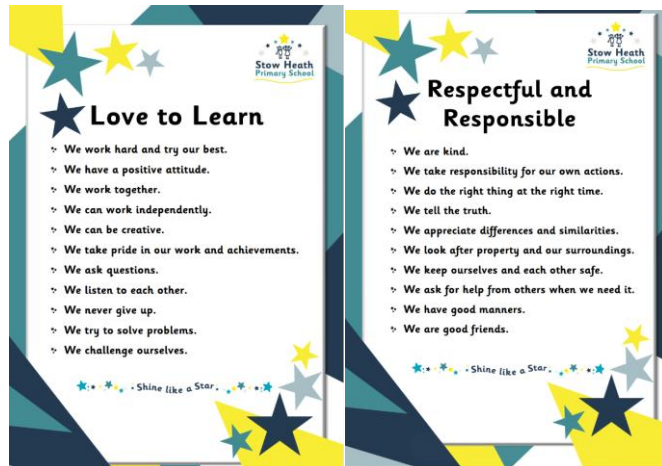 Stow Heath
Primary School
Love to Learn
We work hard and try our best.
We have a positive attitude.
We work together.
We can work independently.
We can be creative.
We take pride in our work and achievements.
We ask questions.
We listen to each other.
We never give up.
We try to solve problems.
We challenge ourselves.
Shine like a Star
Stow Heath
Primary School
Respectful and
Responsible
We are kind.
We take responsibility for our own actions.
We do the right thing at the right time.
We tell the truth.
We appreciate differences and similarities.
We look after property and our surroundings.
We keep ourselves and each other safe.
We ask for help from others when we need it.
We have good manners.
We are good friends.
Shine like a Star